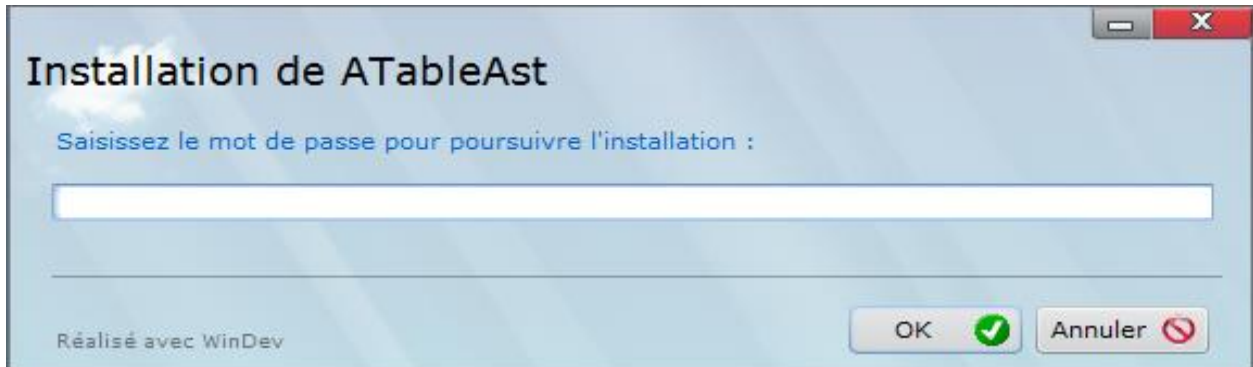 Installation de ATableAst
Saisissez le mot de passe pour poursuivre l'installation :
Réalisé avec WinDev
OK
Annuler